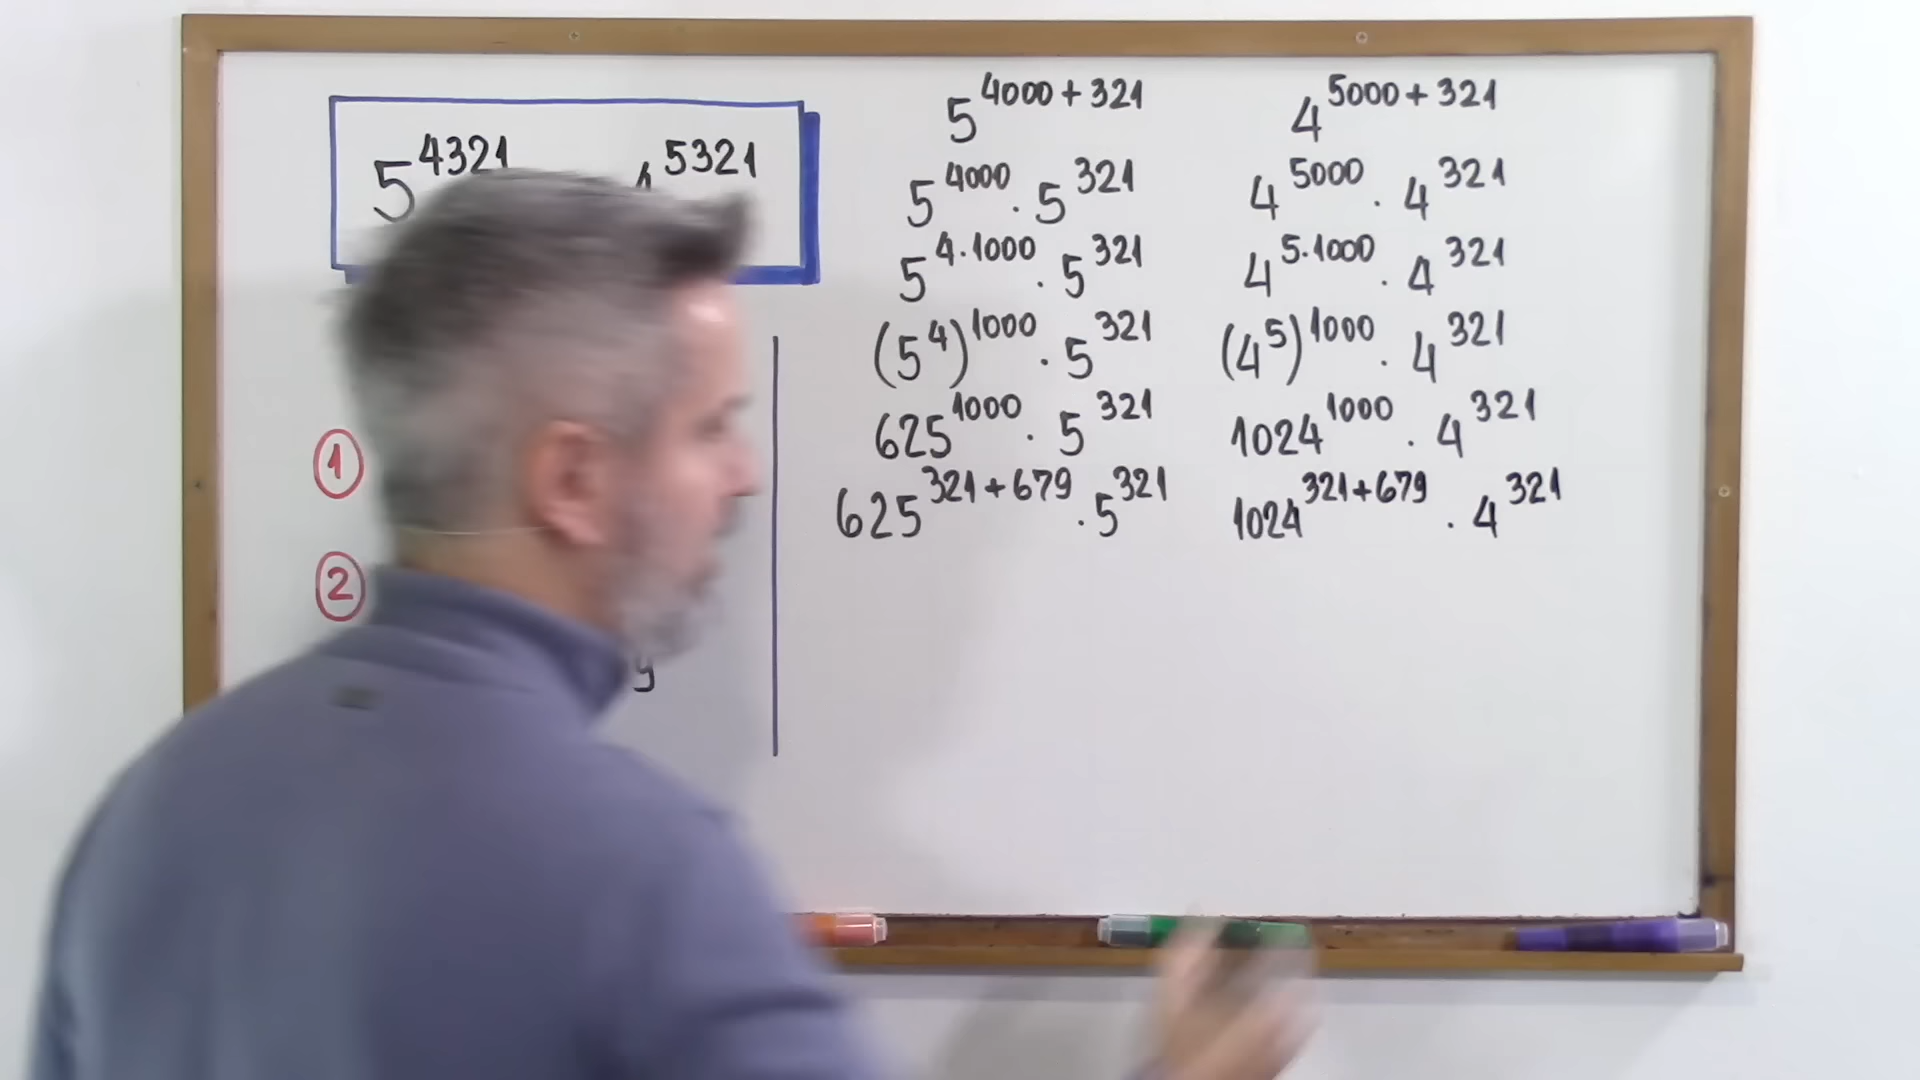 5^4321 4^5321
①
②
y
5^4000+321 4^5000+321
5^4000 · 5^321 4^5000 · 4^321
5^4·1000 · 5^321 4^5·1000 · 4^321
(5^4)^1000 · 5^321 (4^5)^1000 · 4^321
625^1000 · 5^321 1024^1000 · 4^321
625^321+679 · 5^321 1024^321+679 · 4^321